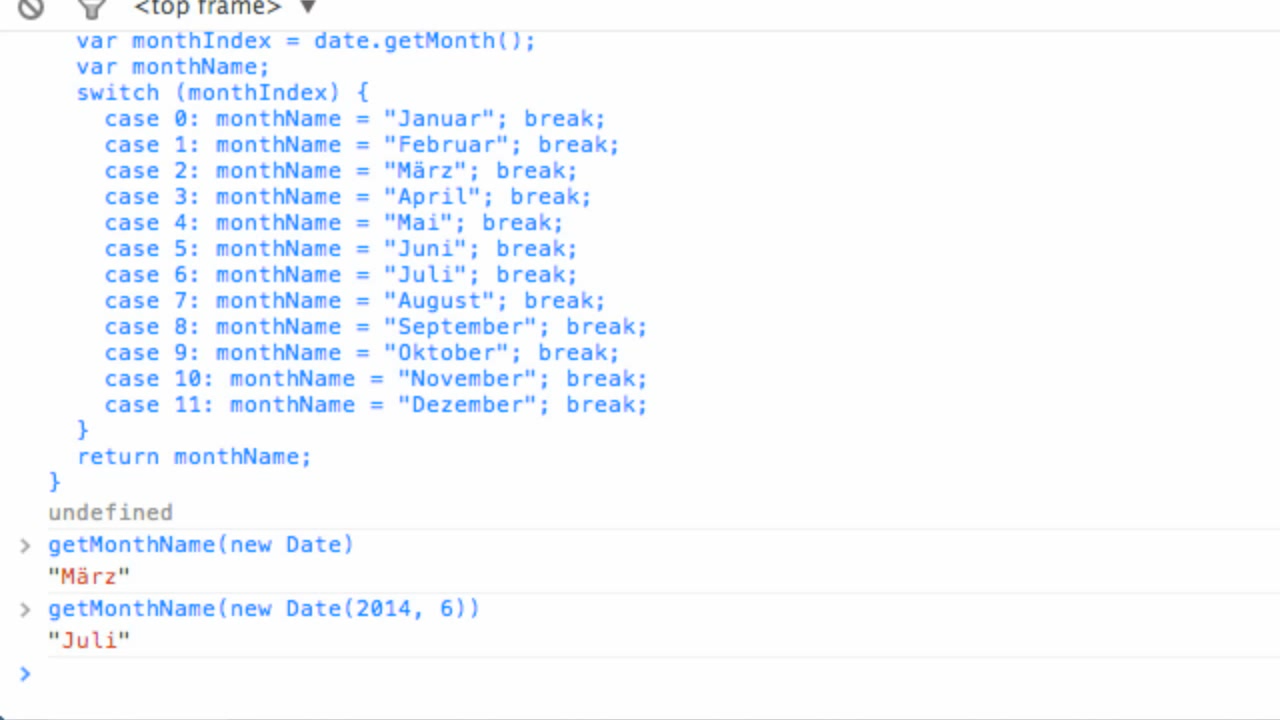 <top frame> ▼
var monthIndex = date.getMonth();
var monthName;
switch (monthIndex) {
case 0: monthName = "Januar"; break;
case 1: monthName = "Februar"; break;
case 2: monthName = "März"; break;
case 3: monthName = "April"; break;
case 4: monthName = "Mai"; break;
case 5: monthName = "Juni"; break;
case 6: monthName = "Juli"; break;
case 7: monthName = "August"; break;
case 8: monthName = "September"; break;
case 9: monthName = "Oktober"; break;
case 10: monthName = "November"; break;
case 11: monthName = "Dezember"; break;
}
return monthName;
}
undefined
> getMonthName(new Date)
"März"
> getMonthName(new Date(2014, 6))
"Juli"
>